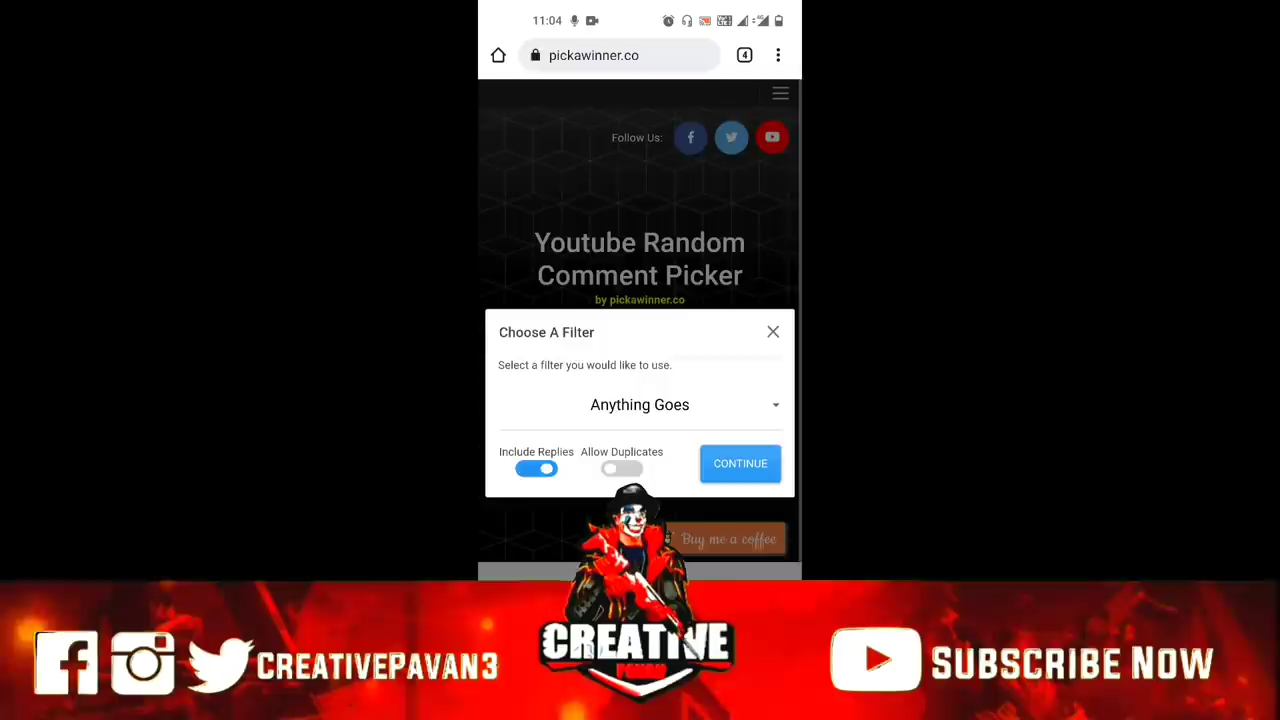 11:04
pickawinner.co
4
Follow Us:
Youtube Random
Comment Picker
by pickawinner.co
Choose A Filter
Select a filter you would like to use.
Anything Goes
Include Replies
Allow Duplicates
CONTINUE
Buy me a coffee
CREATIVEPAVAN3
CREATIVE
PAVAN
SUBSCRIBE NOW